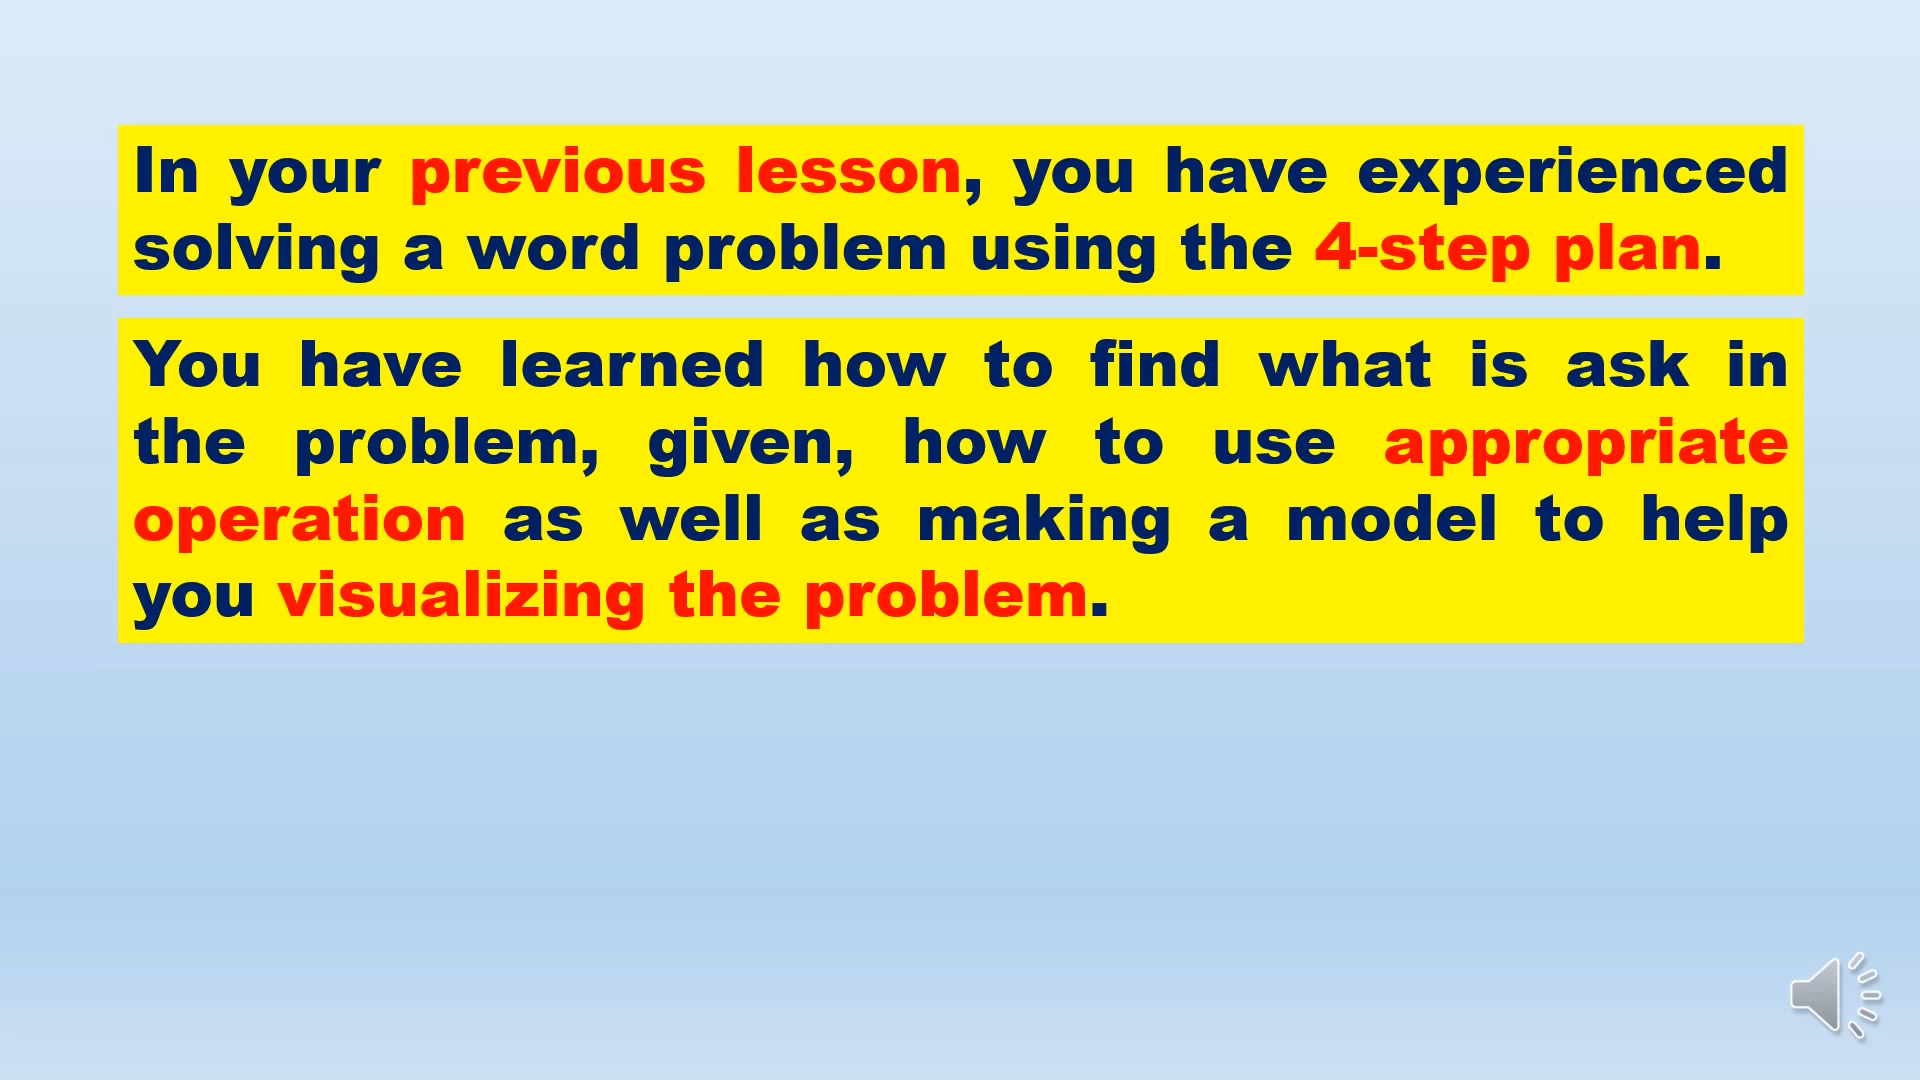 In your previous lesson, you have experienced
solving a word problem using the 4-step plan.
You have learned how to find what is ask in
the problem, given, how to use appropriate
operation as well as making a model to help
you visualizing the problem.